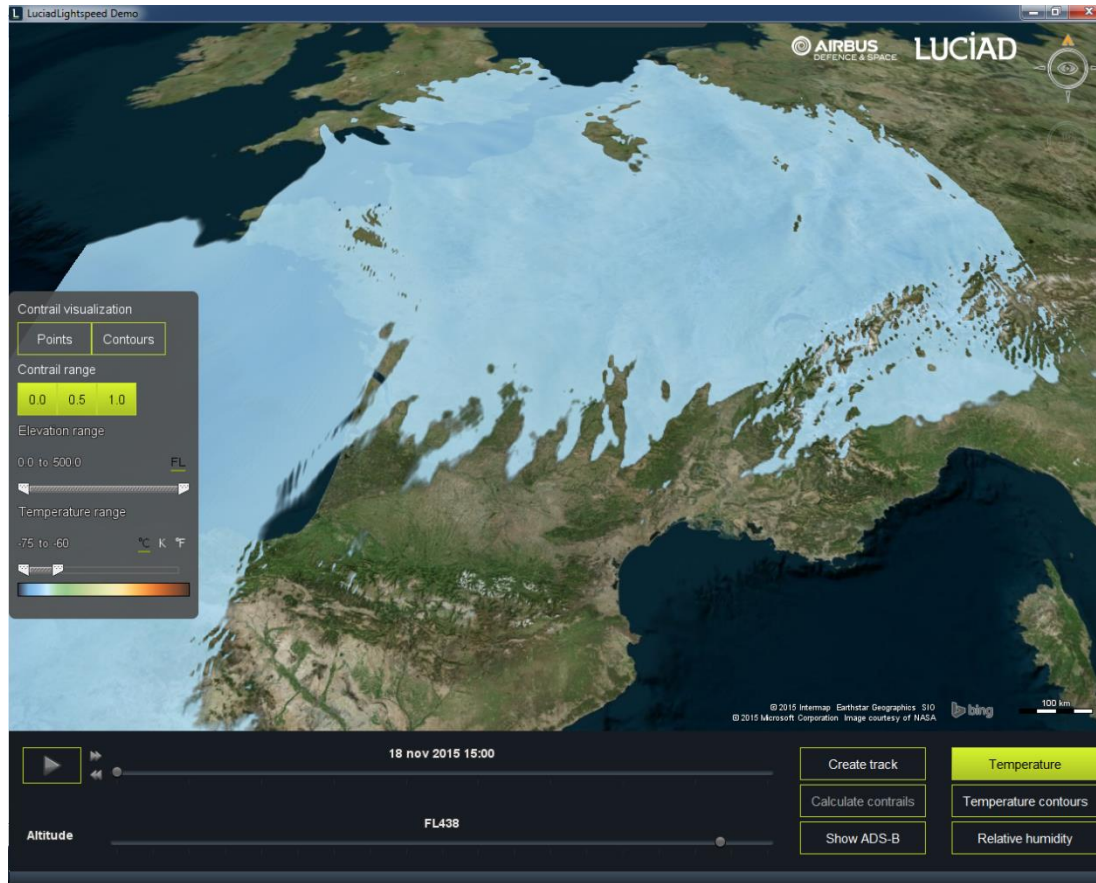 LuciadLightspeed Demo
AIRBUS
DEFENCE & SPACE
LUCIAD
Contrail visualization
Points Contours
Contrail range
0.0 0.5 1.0
Elevation range
0.0 to 500.0 FL
Temperature range
-75 to -60 °C K °F
© 2015 Intermap Earthstar Geographics SIO
© 2015 Microsoft Corporation Image courtesy of NASA
bing
100 km
18 nov 2015 15:00
Create track
Temperature
Calculate contrails
Temperature contours
Altitude
FL438
Show ADS-B
Relative humidity